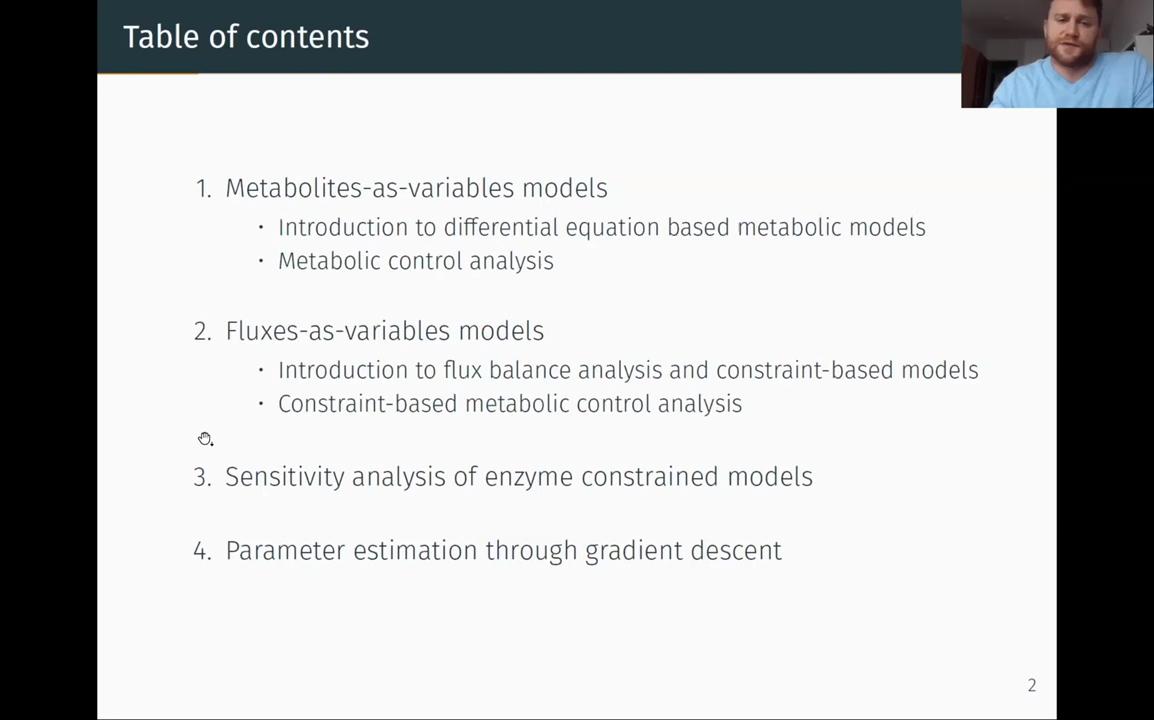 Table of contents
1. Metabolites-as-variables models
· Introduction to differential equation based metabolic models
· Metabolic control analysis
2. Fluxes-as-variables models
· Introduction to flux balance analysis and constraint-based models
· Constraint-based metabolic control analysis
3. Sensitivity analysis of enzyme constrained models
4. Parameter estimation through gradient descent
2